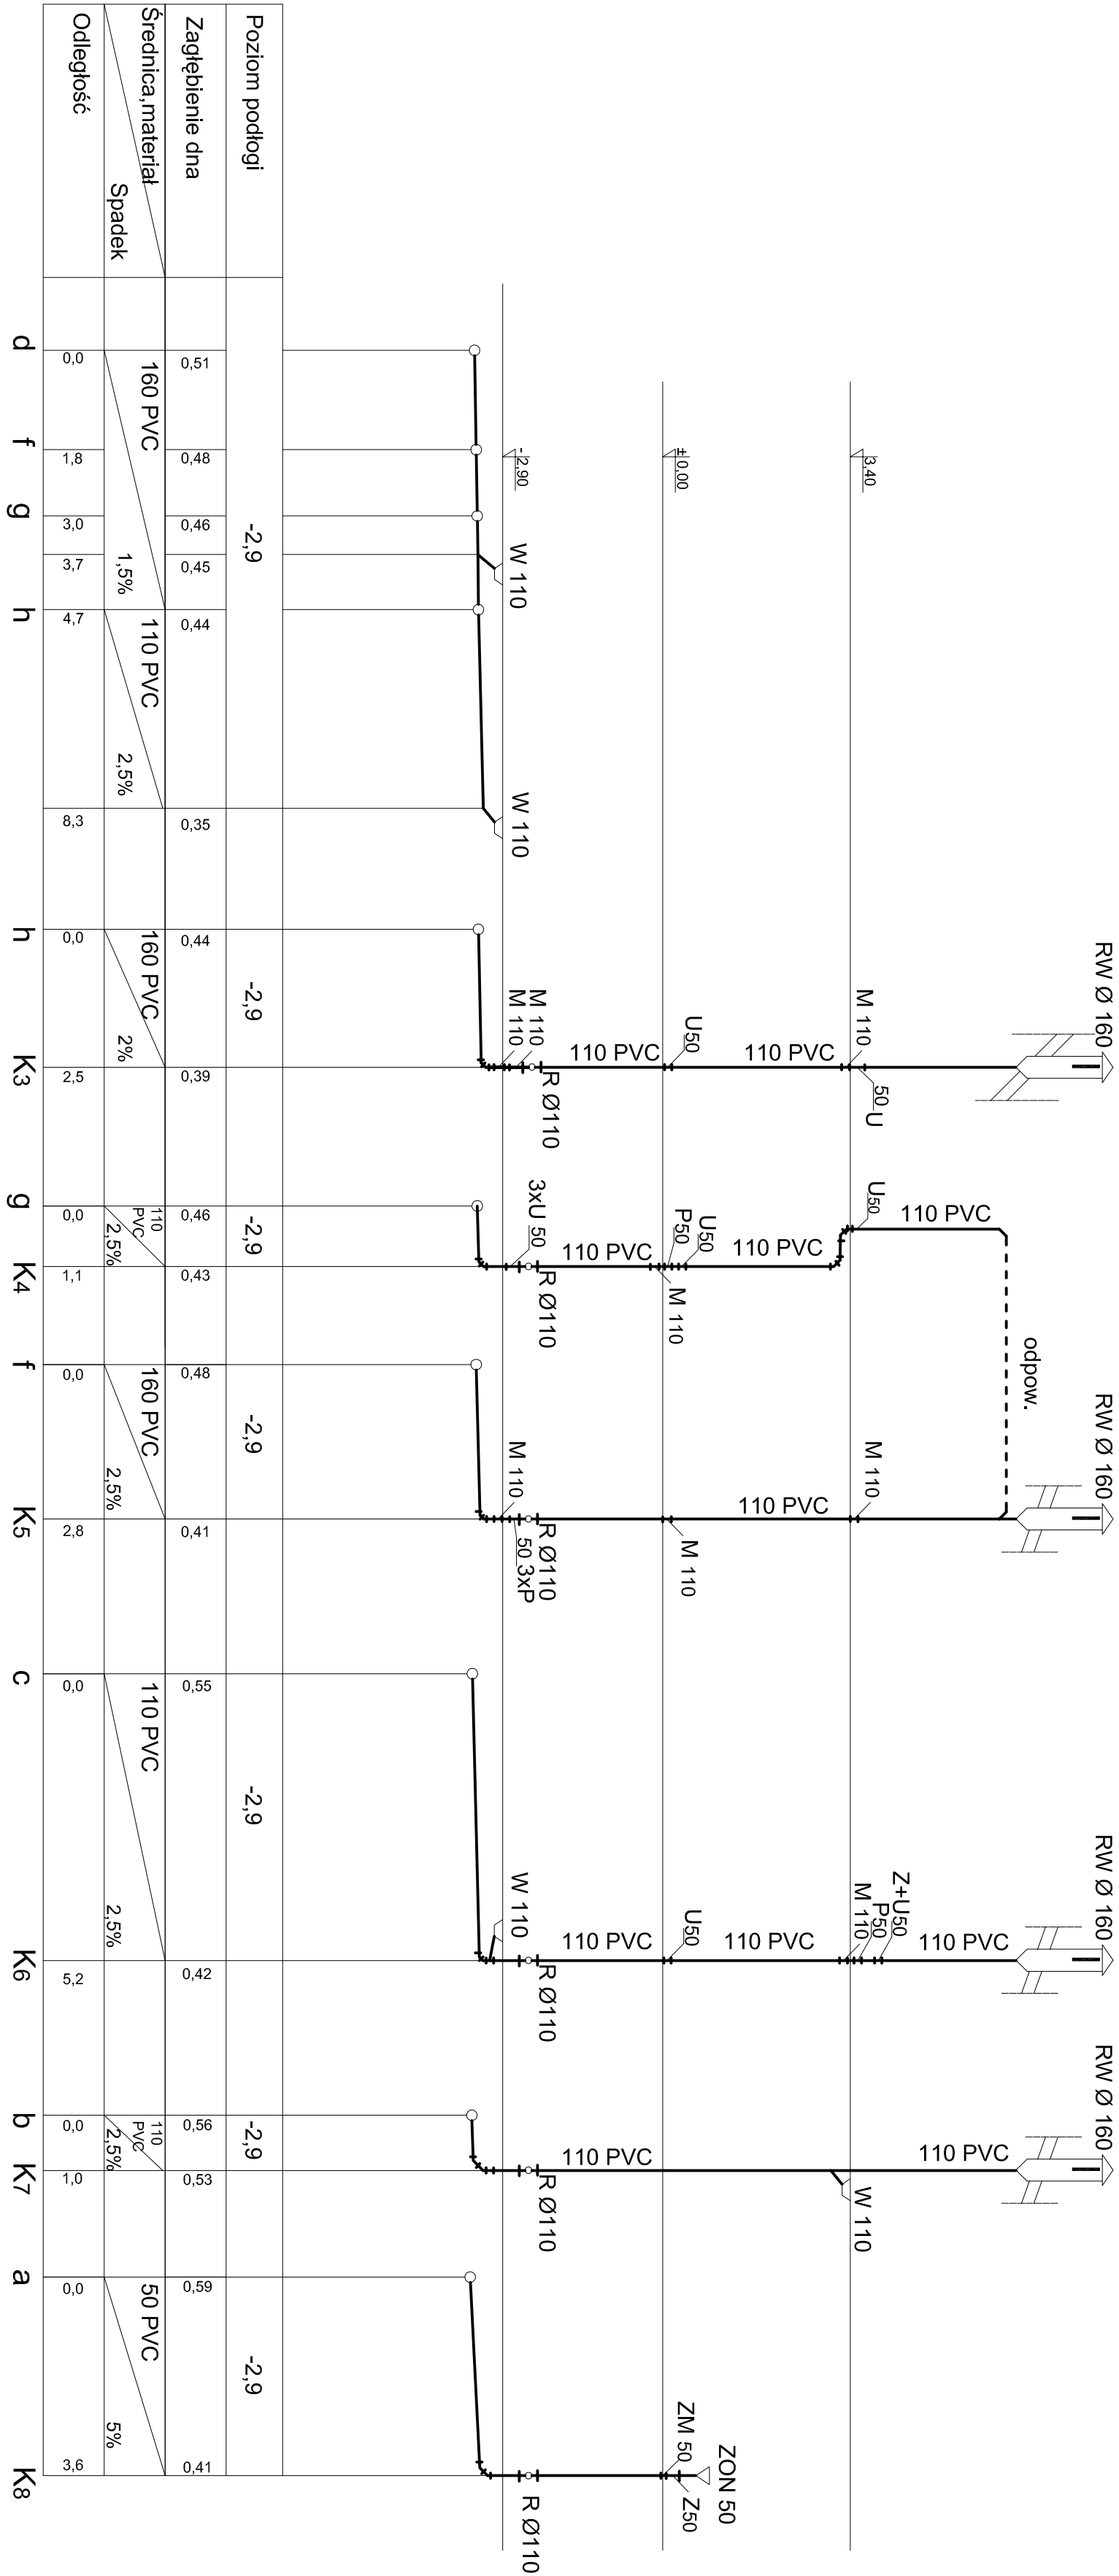 Poziom podłogi
Zagłębienie dna
Średnica,materiał
Spadek
Odległość
3,40
±0,00
-2,90
W 110
W 110
-2,9
0,51
0,48
0,46
0,45
0,44
0,35
160 PVC
1,5%
110 PVC
2,5%
0,0
1,8
3,0
3,7
4,7
8,3
d
f
g
h
RW Ø 160
M 110
50 U
110 PVC
U50
110 PVC
R Ø110
M 110
M 110
-2,9
0,44
0,39
160 PVC
2%
0,0
2,5
h
K3
110 PVC
U50
110 PVC
U50
P50
M 110
110 PVC
R Ø110
3xU 50
-2,9
0,46
0,43
110
PVC
2,5%
0,0
1,1
g
K4
odpow.
RW Ø 160
M 110
110 PVC
M 110
R Ø110
M 110
50 3xP
-2,9
0,48
0,41
160 PVC
2,5%
0,0
2,8
f
K5
RW Ø 160
110 PVC
Z+U50
P50
M 110
110 PVC
U50
110 PVC
R Ø110
W 110
-2,9
0,55
0,42
110 PVC
2,5%
0,0
5,2
c
K6
RW Ø 160
110 PVC
W 110
110 PVC
R Ø110
-2,9
0,56
0,53
110
PVC
2,5%
0,0
1,0
b
K7
ZON 50
ZM 50
Z50
R Ø110
-2,9
0,59
0,41
50 PVC
5%
0,0
3,6
a
K8